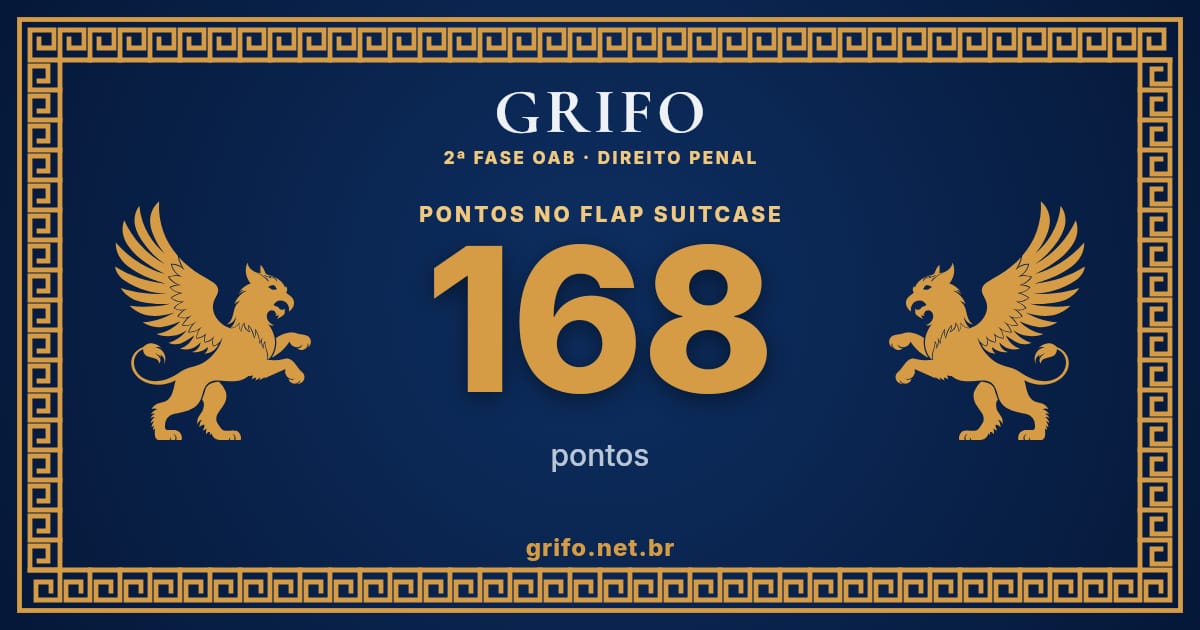 GRIFO
2ª FASE OAB · DIREITO PENAL
PONTOS NO FLAP SUITCASE
168
pontos
grifo.net.br